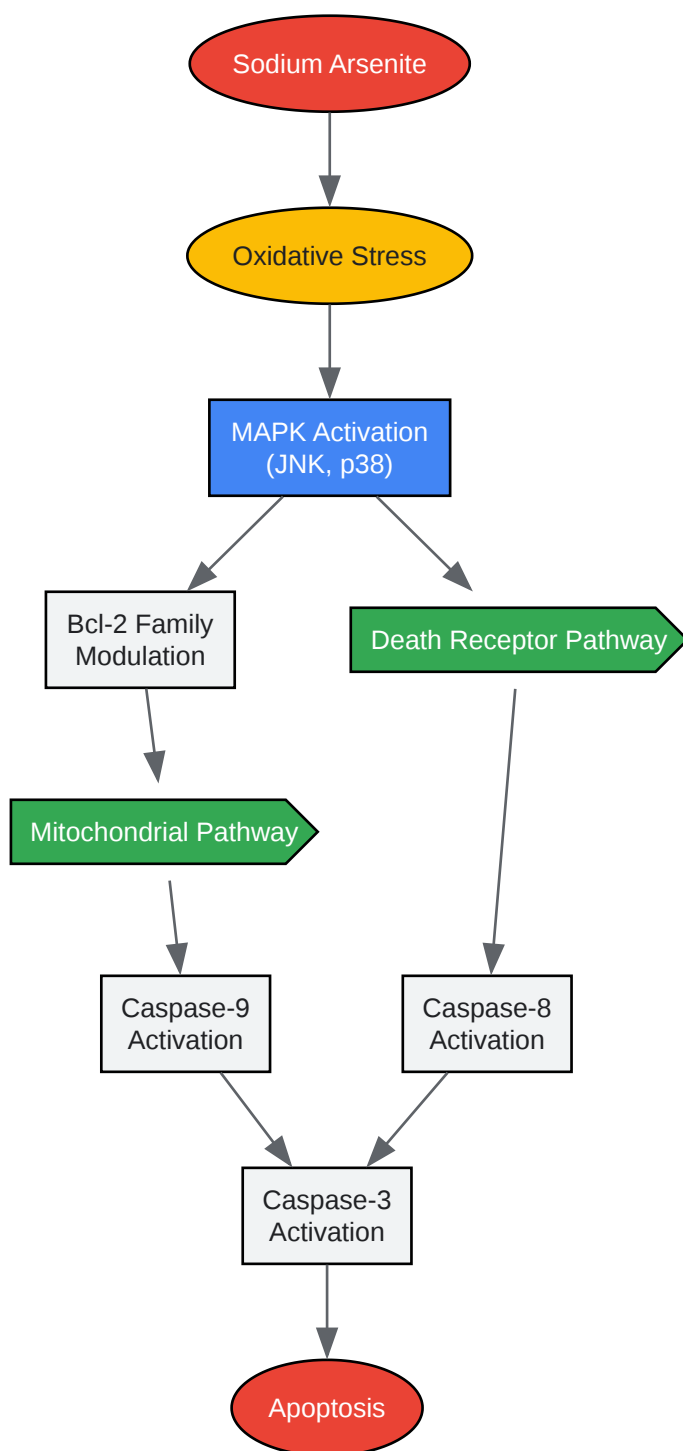 Sodium Arsenite
Oxidative Stress
MAPK Activation
(JNK, p38)
Bcl-2 Family
Modulation
Death Receptor Pathway
Mitochondrial Pathway
Caspase-9
Activation
Caspase-8
Activation
Caspase-3
Activation
Apoptosis